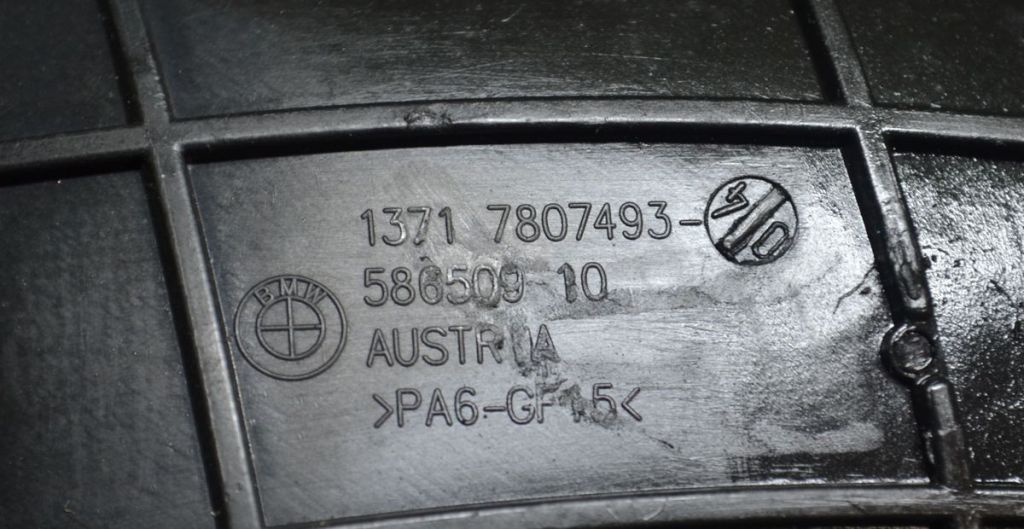 1371 7807493-
586509-10
BMW
AUSTRIA
>PA6-GF15<